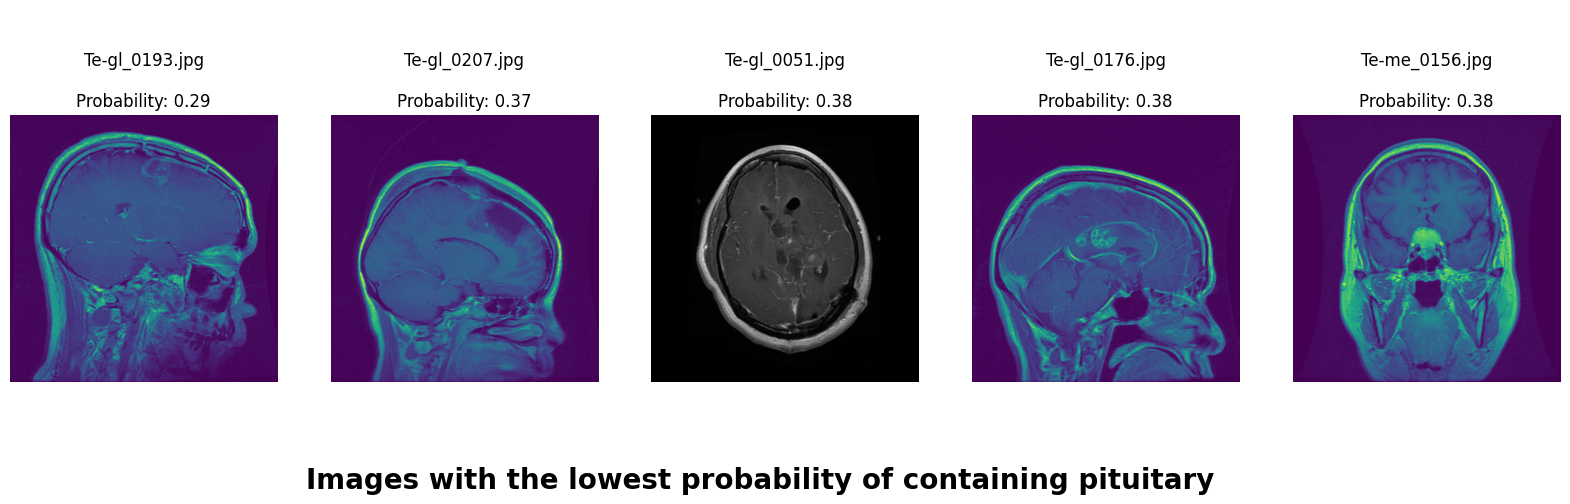 Te-gl_0193.jpg
Probability: 0.29
Te-gl_0207.jpg
Probability: 0.37
Te-gl_0051.jpg
Probability: 0.38
Te-gl_0176.jpg
Probability: 0.38
Te-me_0156.jpg
Probability: 0.38
Images with the lowest probability of containing pituitary